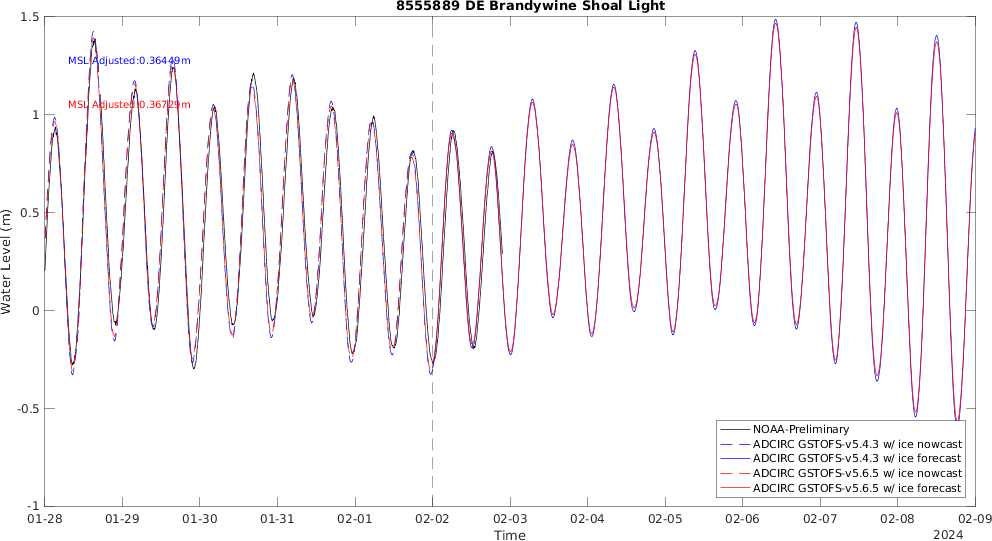 8555889 DE Brandywine Shoal Light
1.5
1
0.5
0
-0.5
-1
Water Level (m)
MSL Adjusted:0.36449m
MSL Adjusted:0.36729m
NOAA-Preliminary
ADCIRC GSTOFS-v5.4.3 w/ ice nowcast
ADCIRC GSTOFS-v5.4.3 w/ ice forecast
ADCIRC GSTOFS-v5.6.5 w/ ice nowcast
ADCIRC GSTOFS-v5.6.5 w/ ice forecast
01-28 01-29 01-30 01-31 02-01 02-02 02-03 02-04 02-05 02-06 02-07 02-08 02-09
Time
2024